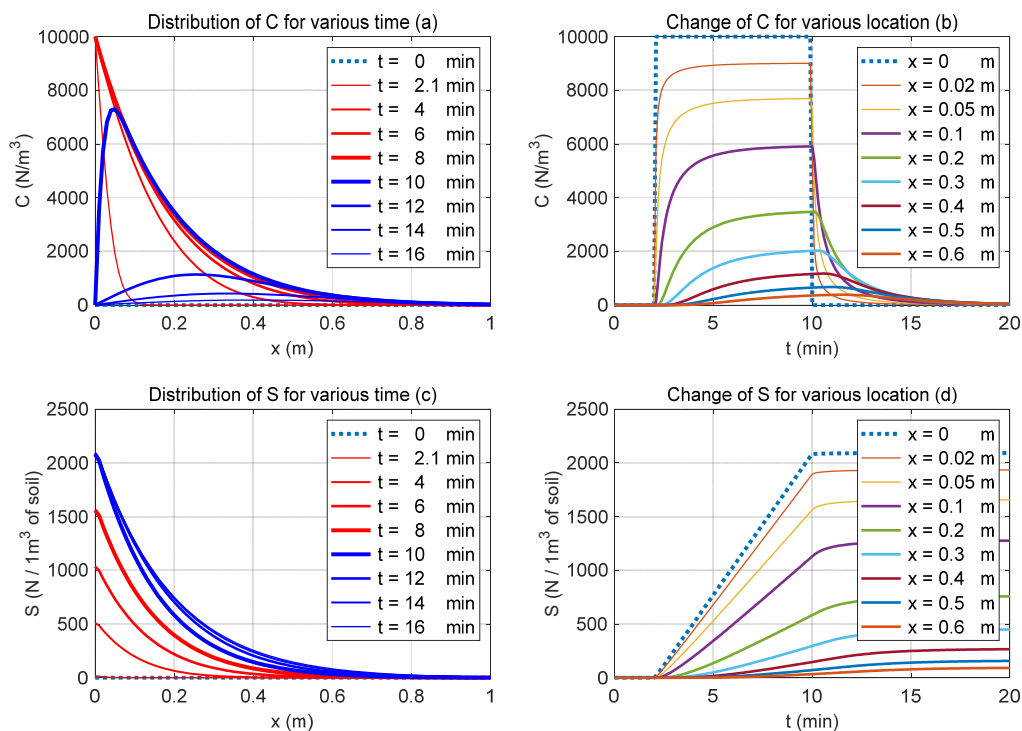 Distribution of C for various time (a)
C (N/m³)
10000
8000
6000
4000
2000
0
t = 0 min
t = 2.1 min
t = 4 min
t = 6 min
t = 8 min
t = 10 min
t = 12 min
t = 14 min
t = 16 min
0 0.2 0.4 0.6 0.8 1
x (m)
Change of C for various location (b)
C (N/m³)
10000
8000
6000
4000
2000
0
x = 0 m
x = 0.02 m
x = 0.05 m
x = 0.1 m
x = 0.2 m
x = 0.3 m
x = 0.4 m
x = 0.5 m
x = 0.6 m
0 5 10 15 20
t (min)
Distribution of S for various time (c)
S (N / 1m³ of soil)
2500
2000
1500
1000
500
0
t = 0 min
t = 2.1 min
t = 4 min
t = 6 min
t = 8 min
t = 10 min
t = 12 min
t = 14 min
t = 16 min
0 0.2 0.4 0.6 0.8 1
x (m)
Change of S for various location (d)
S (N / 1m³ of soil)
2500
2000
1500
1000
500
0
x = 0 m
x = 0.02 m
x = 0.05 m
x = 0.1 m
x = 0.2 m
x = 0.3 m
x = 0.4 m
x = 0.5 m
x = 0.6 m
0 5 10 15 20
t (min)